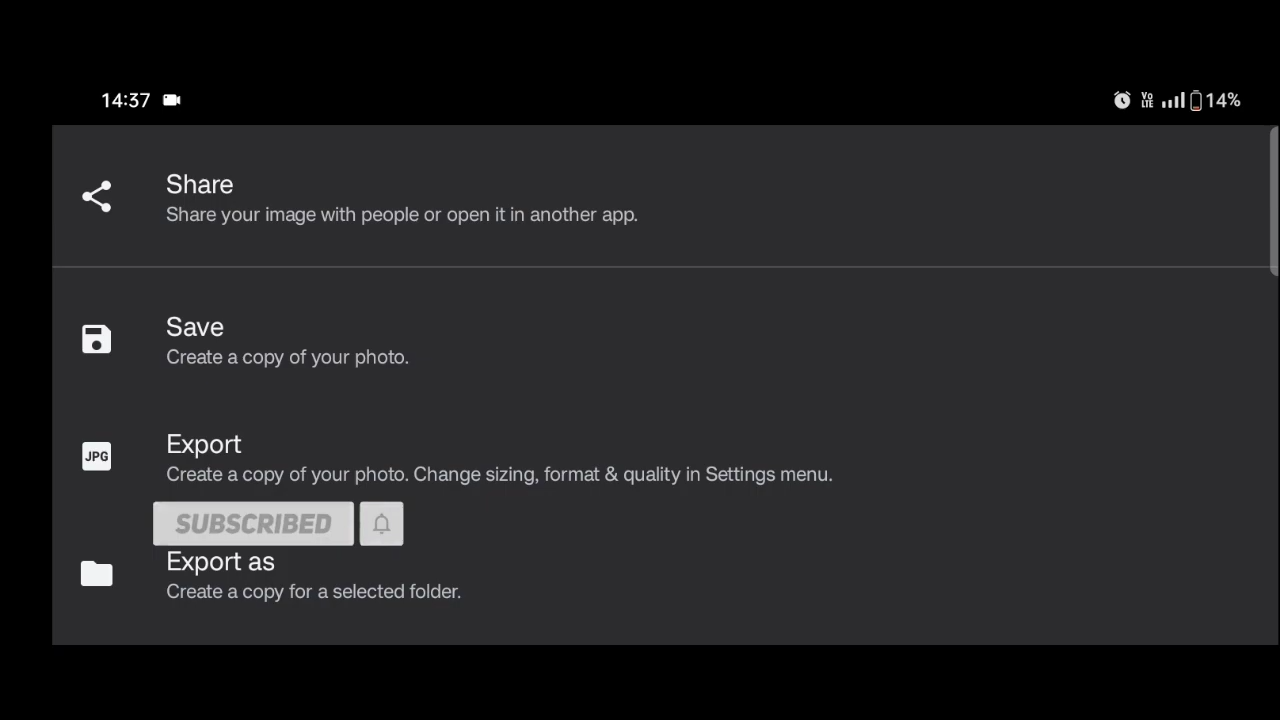 14:37 Vo LTE 14%
Share
Share your image with people or open it in another app.
Save
Create a copy of your photo.
JPG
Export
Create a copy of your photo. Change sizing, format & quality in Settings menu.
SUBSCRIBED
Export as
Create a copy for a selected folder.